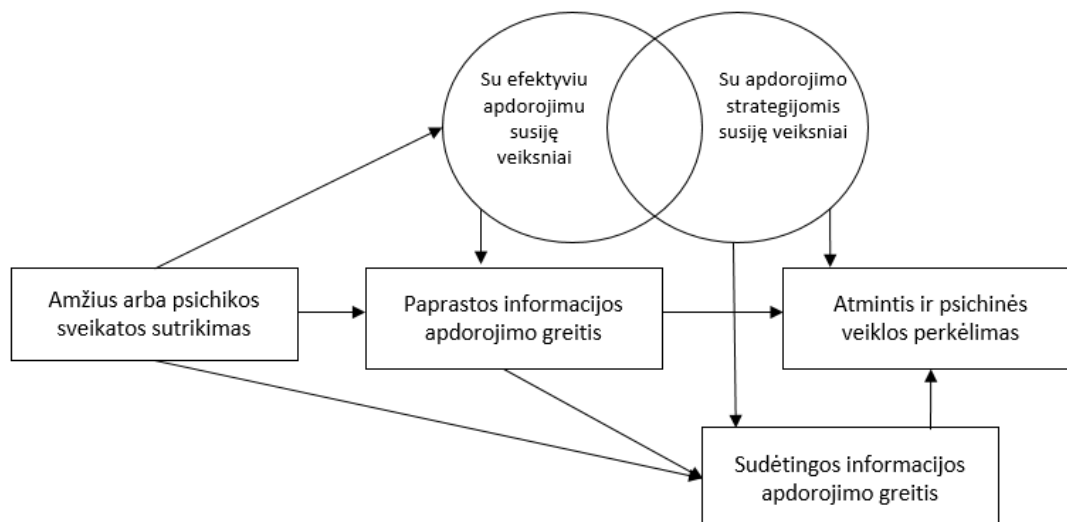 Su efektyviu
apdorojimu
susiję
veiksniai
Su apdorojimo
strategijomis
susiję veiksniai
Amžius arba psichikos
sveikatos sutrikimas
Paprastos informacijos
apdorojimo greitis
Atmintis ir psichinės
veiklos perkėlimas
Sudėtingos informacijos
apdorojimo greitis